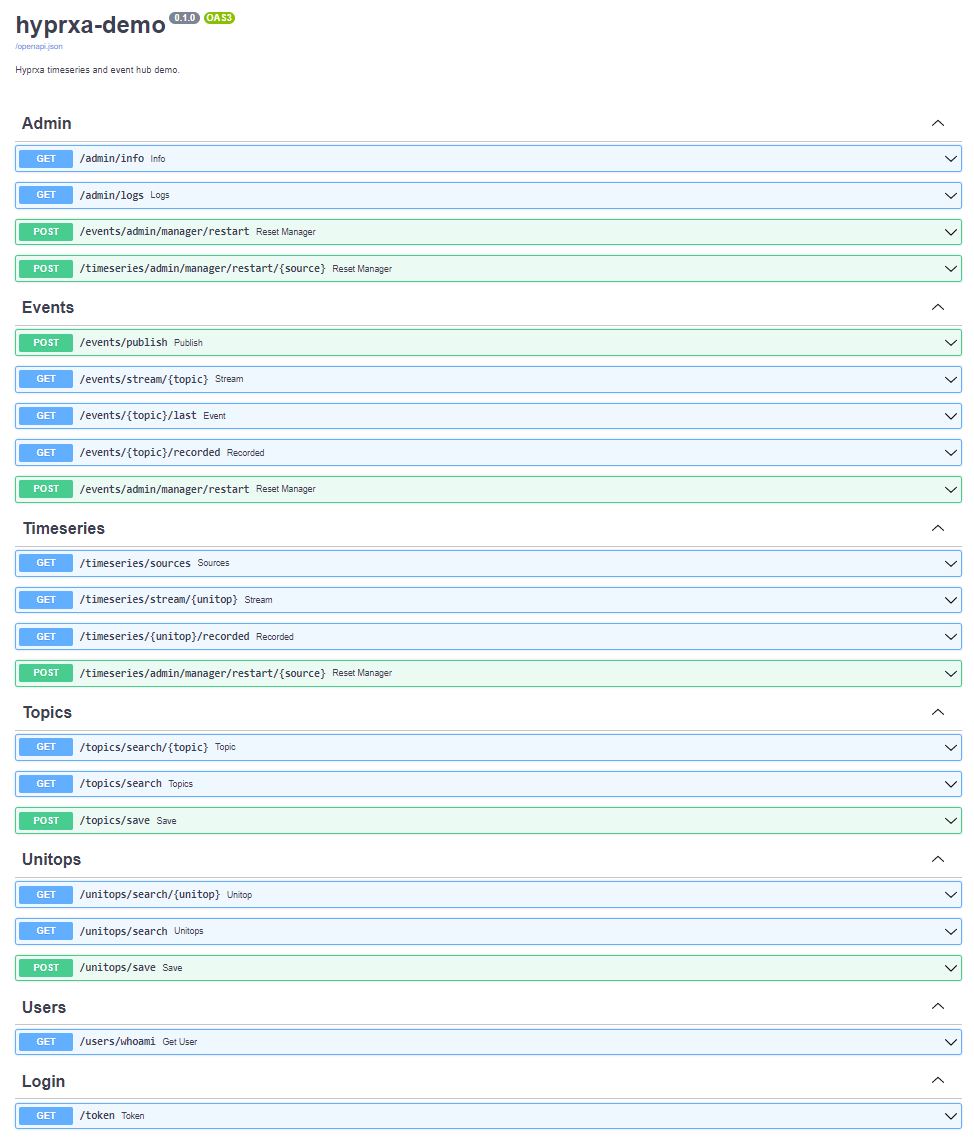 hyprxa-demo 0.1.0 OAS3
/openapi.json
Hyprxa timeseries and event hub demo.
Admin
GET /admin/info Info
GET /admin/logs Logs
POST /events/admin/manager/restart Reset Manager
POST /timeseries/admin/manager/restart/{source} Reset Manager
Events
POST /events/publish Publish
GET /events/stream/{topic} Stream
GET /events/{topic}/last Event
GET /events/{topic}/recorded Recorded
POST /events/admin/manager/restart Reset Manager
Timeseries
GET /timeseries/sources Sources
GET /timeseries/stream/{unitop} Stream
GET /timeseries/{unitop}/recorded Recorded
POST /timeseries/admin/manager/restart/{source} Reset Manager
Topics
GET /topics/search/{topic} Topic
GET /topics/search Topics
POST /topics/save Save
Unitops
GET /unitops/search/{unitop} Unitop
GET /unitops/search Unitops
POST /unitops/save Save
Users
GET /users/whoami Get User
Login
GET /token Token